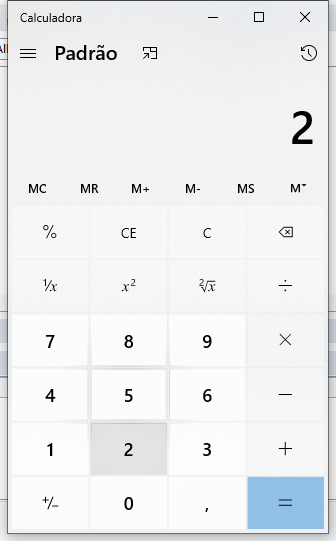 Calculadora
Padrão
2
MC MR M+ M- MS M˅
% CE C
¹/x x² ²√x ÷
7 8 9 ×
4 5 6 −
1 2 3 +
+/− 0 , =